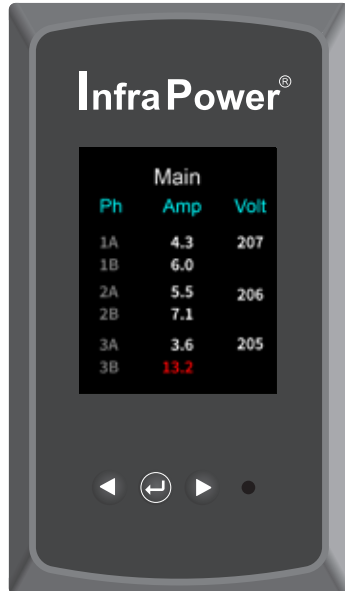 InfraPower®
Main
Ph Amp Volt
1A 4.3 207
1B 6.0
2A 5.5 206
2B 7.1
3A 3.6 205
3B 13.2